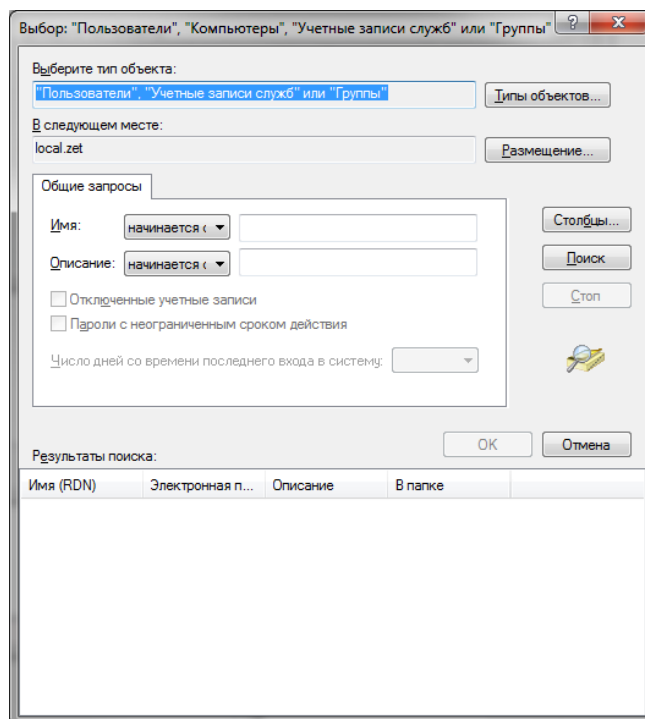 Выбор: "Пользователи", "Компьютеры", "Учетные записи служб" или "Группы"
Выберите тип объекта:
"Пользователи", "Учетные записи служб" или "Группы"
Типы объектов...
В следующем месте:
local.zet
Размещение...
Общие запросы
Имя:
начинается с
Столбцы...
Описание:
начинается с
Поиск
Отключенные учетные записи
Стоп
Пароли с неограниченным сроком действия
Число дней со времени последнего входа в систему:
OK
Отмена
Результаты поиска:
Имя (RDN) Электронная п... Описание В папке